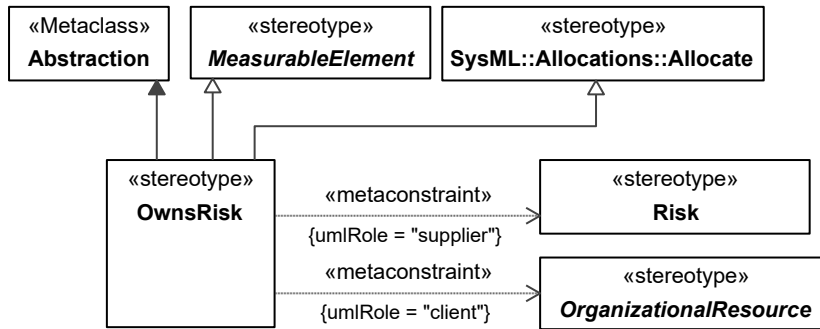 «Metaclass»
Abstraction
«stereotype»
MeasurableElement
«stereotype»
SysML::Allocations::Allocate
«stereotype»
OwnsRisk
«metaconstraint»
{umlRole = "supplier"}
«stereotype»
Risk
«metaconstraint»
{umlRole = "client"}
«stereotype»
OrganizationalResource